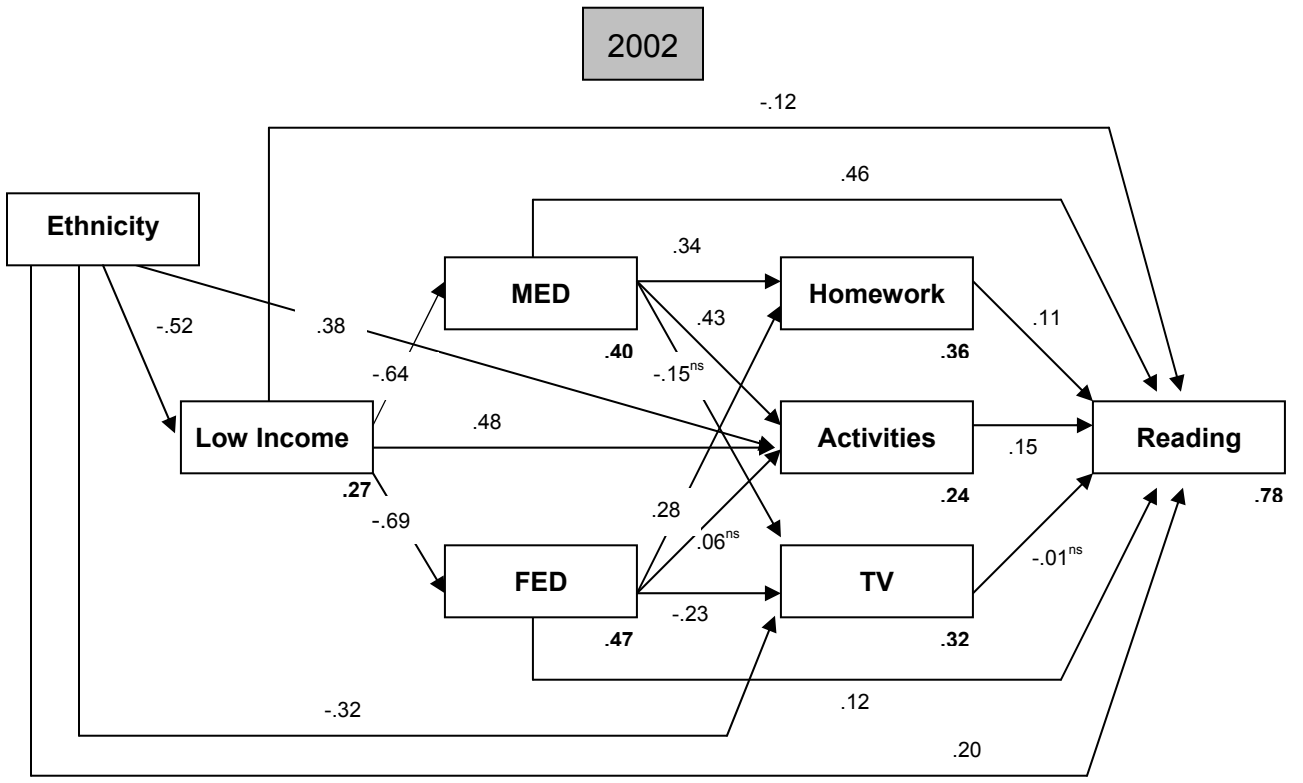 2002
-.12
.46
Ethnicity
.34
MED
Homework
-.52
.38
.43
.11
.40
.36
-.15ns
-.64
Low Income
.48
Activities
Reading
.15
.27
.24
.78
-.69
.28
.06ns
-.01ns
FED
TV
-.23
.47
.32
-.32
.12
.20